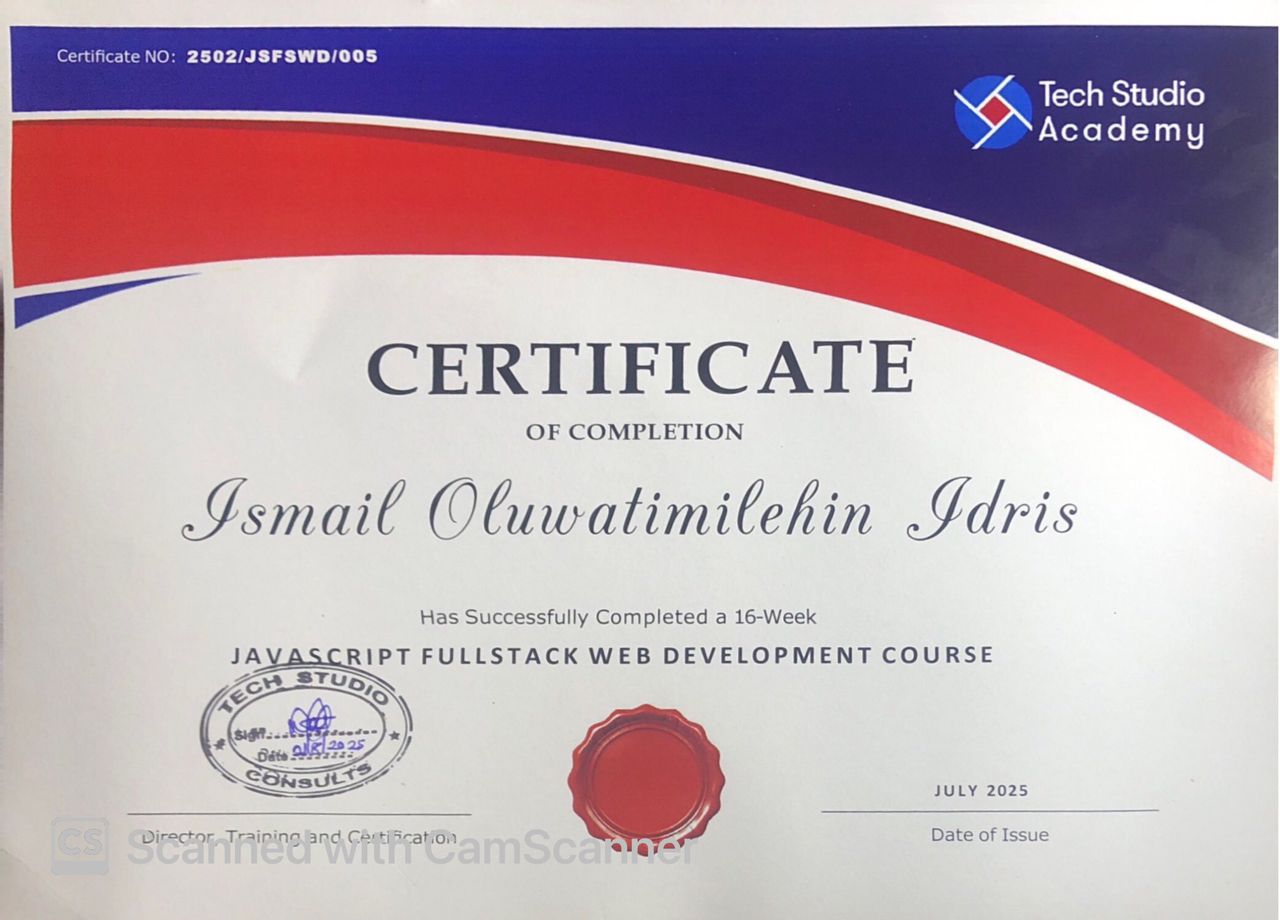 Certificate NO: 2502/JSFSWD/005
Tech Studio
Academy
CERTIFICATE
OF COMPLETION
Ismail Oluwatimilehin Idris
Has Successfully Completed a 16-Week
JAVASCRIPT FULLSTACK WEB DEVELOPMENT COURSE
TECH STUDIO
Sign
Date 01/8/2025
CONSULTS
JULY 2025
Director, Training and Certification
Date of Issue
CS Scanned with CamScanner